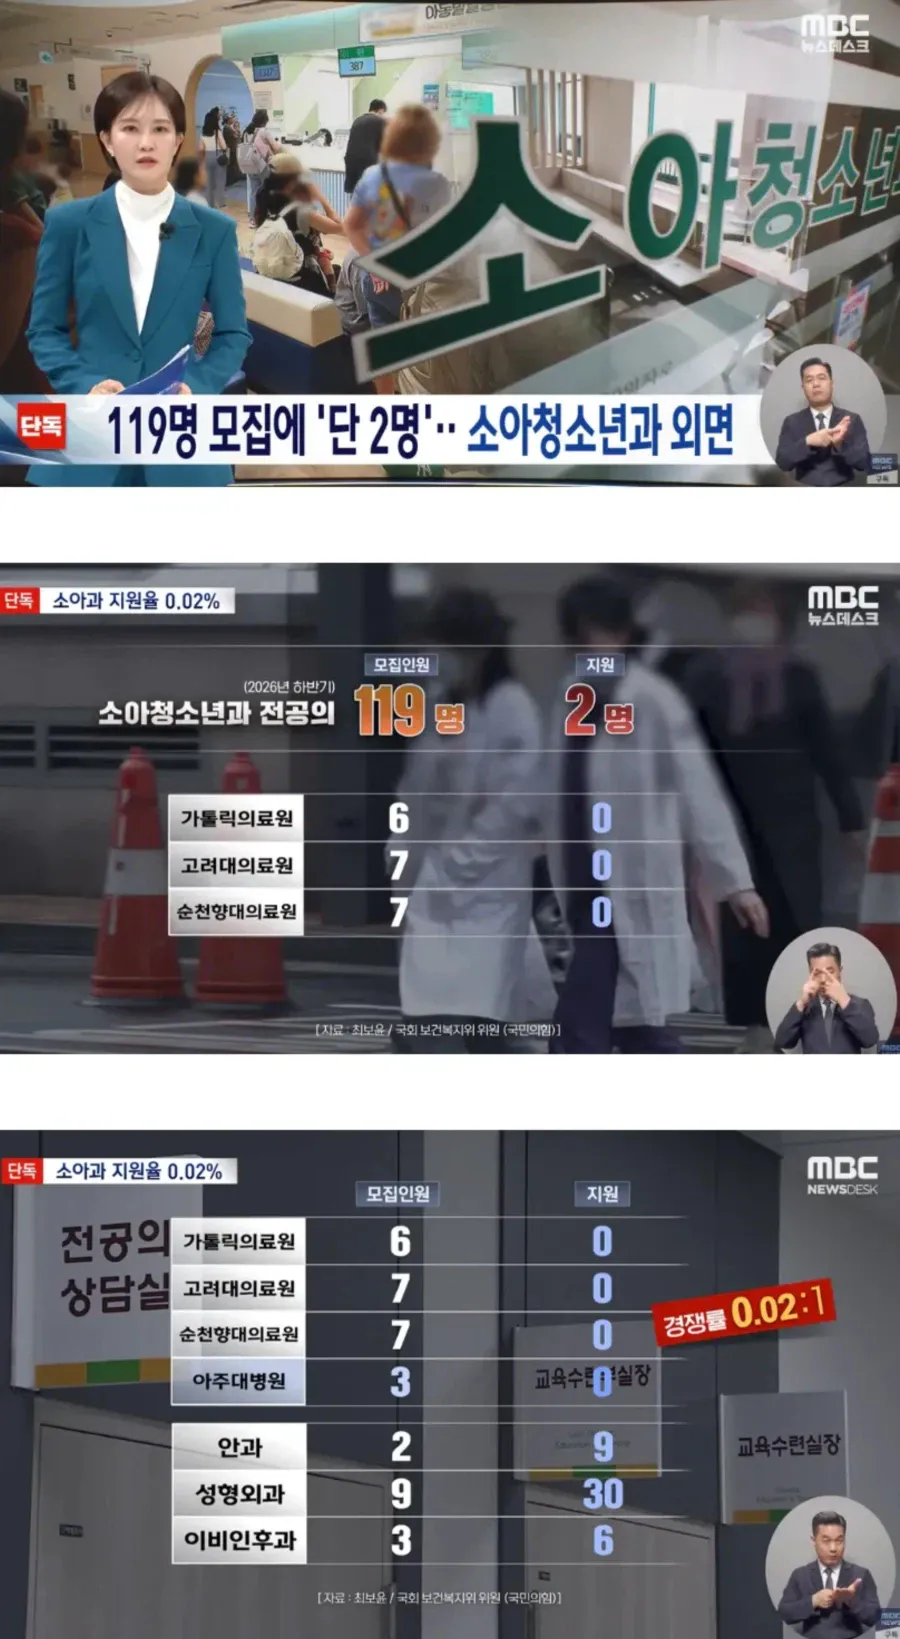 MBC
뉴스데스크
387
소아청소년
단독
119명 모집에 '단 2명'‥ 소아청소년과 외면
MBC
NEWS
구독
단독 소아과 지원율 0.02%
MBC
뉴스데스크
모집인원 지원
(2026년 하반기)
소아청소년과 전공의 119 명 2 명
가톨릭의료원 6 0
고려대의료원 7 0
순천향대의료원 7 0
[자료 : 최보윤 / 국회 보건복지위 위원 (국민의힘)]
단독 소아과 지원율 0.02%
MBC
NEWSDESK
모집인원 지원
전공의
상담실
가톨릭의료원 6 0
고려대의료원 7 0
순천향대의료원 7 0
경쟁률 0.02:1
아주대병원 3 0
교육수련실장
안과 2 9
교육수련실장
성형외과 9 30
이비인후과 3 6
[자료 : 최보윤 / 국회 보건복지위 위원 (국민의힘)]
MBC
구독